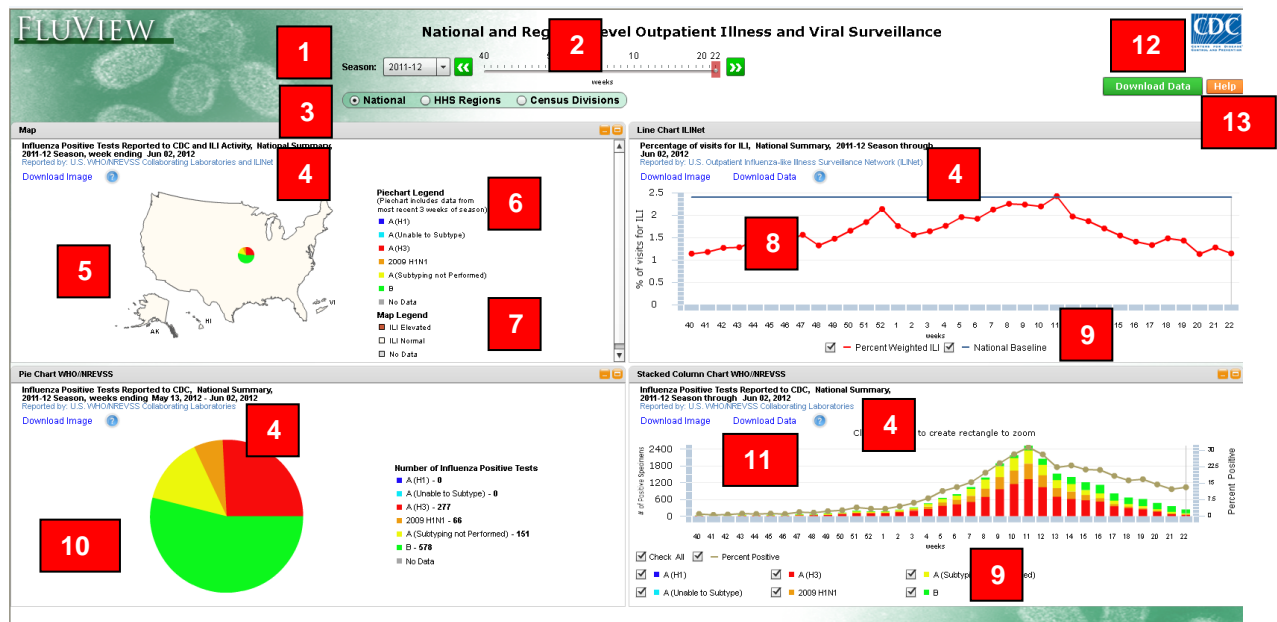 FLUVIEW
National and Reg evel Outpatient Illness and Viral Surveillance
1
2
12
CDC
CENTERS FOR DISEASE
CONTROL AND PREVENTION
Season: 2011-12
40 10 20 22
weeks
Download Data Help
3
National HHS Regions Census Divisions
13
Map
Influenza Positive Tests Reported to CDC and ILI Activity, National Summary,
2011-12 Season, week ending Jun 02, 2012
Reported by: U.S. WHO/NREVSS Collaborating Laboratories and ILINet
Download Image ?
4
Piechart Legend
(Piechart includes data from
most recent 3 weeks of season)
A (H1)
A (Unable to Subtype)
A (H3)
2009 H1N1
A (Subtyping not Performed)
B
No Data
6
5
Map Legend
ILI Elevated
ILI Normal
No Data
7
AK
HI
VI
Line Chart ILINet
Percentage of visits for ILI, National Summary, 2011-12 Season through
Jun 02, 2012
Reported by: U.S. Outpatient Influenza-like Illness Surveillance Network (ILINet)
Download Image Download Data ?
4
% of visits for ILI
2.5
2
1.5
1
0.5
0
8
40 41 42 43 44 45 46 47 48 49 50 51 52 1 2 3 4 5 6 7 8 9 10 11 15 16 17 18 19 20 21 22
weeks
9
Percent Weighted ILI National Baseline
Pie Chart WHO//NREVSS
Influenza Positive Tests Reported to CDC, National Summary,
2011-12 Season, weeks ending May 13, 2012 - Jun 02, 2012
Reported by: U.S. WHO/NREVSS Collaborating Laboratories
Download Image ?
4
10
Number of Influenza Positive Tests
A (H1) - 0
A (Unable to Subtype) - 0
A (H3) - 277
2009 H1N1 - 66
A (Subtyping not Performed) - 151
B - 578
No Data
Stacked Column Chart WHO//NREVSS
Influenza Positive Tests Reported to CDC, National Summary,
2011-12 Season through Jun 02, 2012
Reported by: U.S. WHO/NREVSS Collaborating Laboratories
Download Image Download Data ?
4
to create rectangle to zoom
11
# of Positive Specimens
2400
1800
1200
600
0
30
22.5
15
7.5
0
Percent Positive
40 41 42 43 44 45 46 47 48 49 50 51 52 1 2 3 4 5 6 7 8 9 10 11 12 13 14 15 16 17 18 19 20 21 22
weeks
Check All Percent Positive
A (H1) A (H3) A (Subtyp ed)
A (Unable to Subtype) 2009 H1N1 B
9